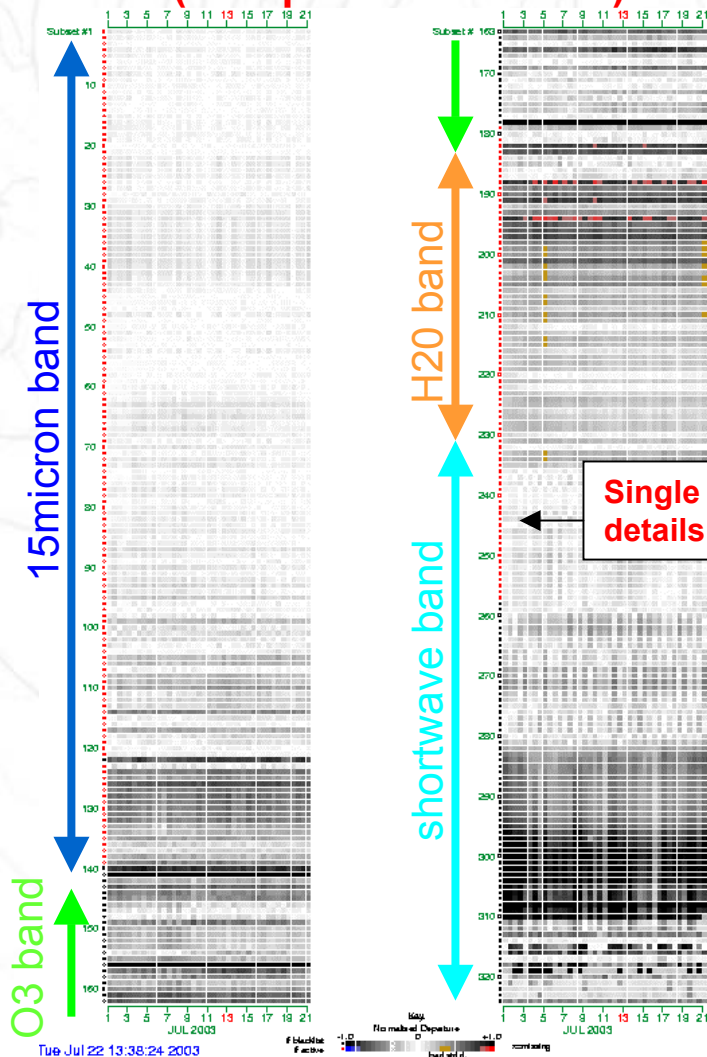 1 3 5 7 9 11 13 15 17 19 21
Subset #1
10
20
30
40
50
60
70
80
90
100
110
120
130
140
150
160
1 3 5 7 9 11 13 15 17 19 21
JUL 2003
15micron band
O3 band
1 3 5 7 9 11 13 15 17 19 21
Subset # 163
170
180
190
200
210
220
230
240
250
260
270
280
290
300
310
320
1 3 5 7 9 11 13 15 17 19 21
JUL 2003
H20 band
shortwave band
Single
details
Key
Normalised Departure
-1.0 0 +1.0
# blacklist
# active
x=missing
Tue Jul 22 13:38:24 2003